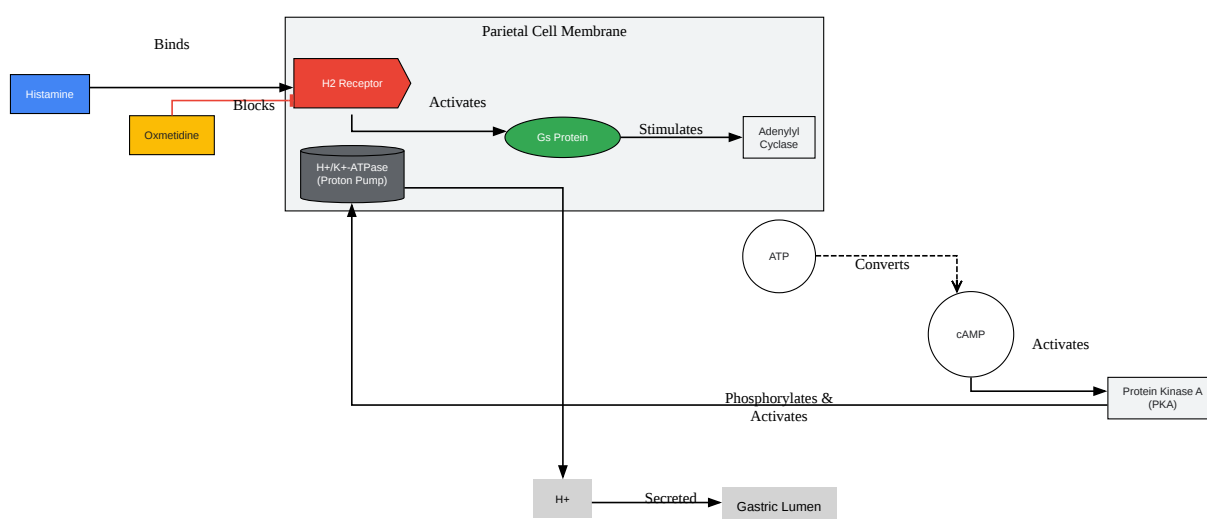 Parietal Cell Membrane
Binds
H2 Receptor
Histamine
Activates
Blocks
Oxmetidine
Gs Protein
Stimulates
Adenylyl
Cyclase
H+/K+-ATPase
(Proton Pump)
ATP
Converts
cAMP
Activates
Protein Kinase A
(PKA)
Phosphorylates &
Activates
H+
Secreted
Gastric Lumen